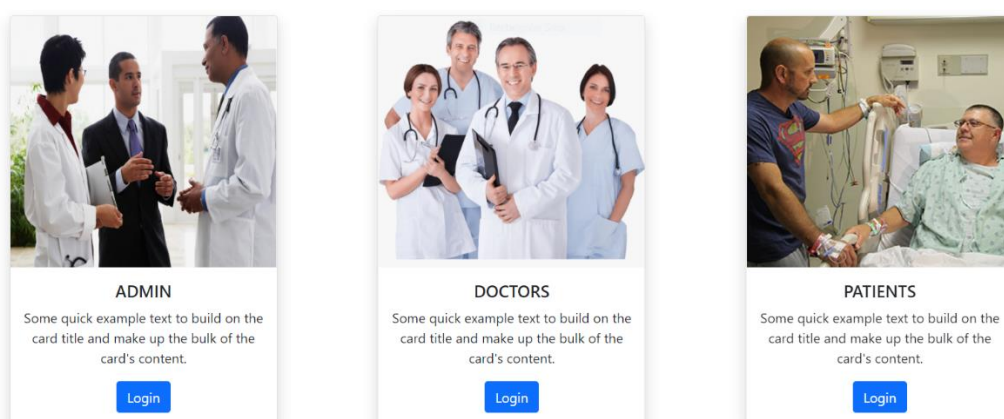 ADMIN
Some quick example text to build on the
card title and make up the bulk of the
card's content.
Login
DOCTORS
Some quick example text to build on the
card title and make up the bulk of the
card's content.
Login
PATIENTS
Some quick example text to build on the
card title and make up the bulk of the
card's content.
Login